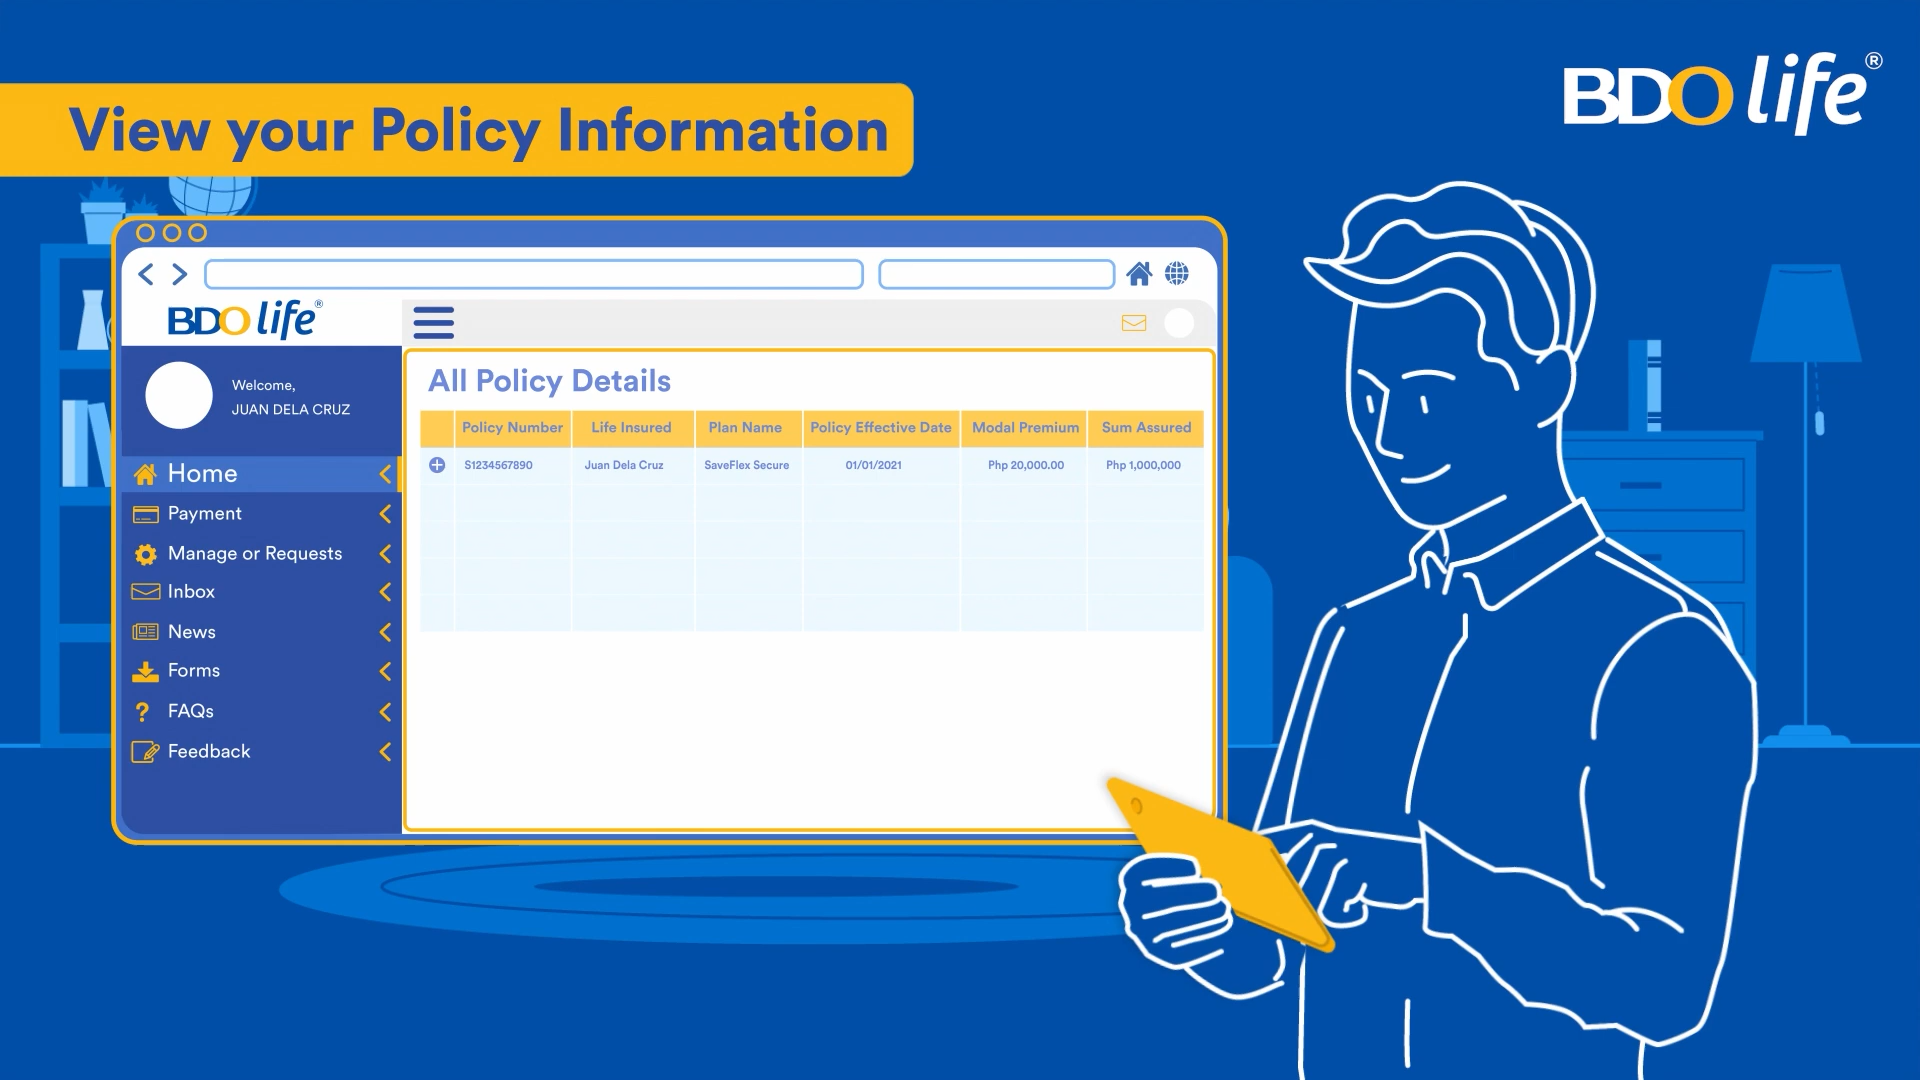 BDO life®
View your Policy Information
BDO life®
Welcome,
JUAN DELA CRUZ
Home
Payment
Manage or Requests
Inbox
News
Forms
FAQs
Feedback
All Policy Details
Policy Number Life Insured Plan Name Policy Effective Date Modal Premium Sum Assured
S1234567890 Juan Dela Cruz SaveFlex Secure 01/01/2021 Php 20,000.00 Php 1,000,000